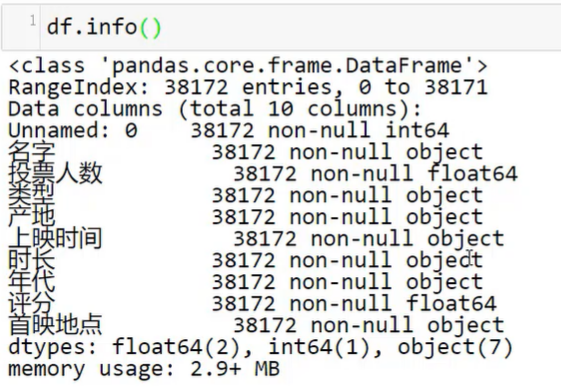 1 df.info()
<class 'pandas.core.frame.DataFrame'>
RangeIndex: 38172 entries, 0 to 38171
Data columns (total 10 columns):
Unnamed: 0    38172 non-null int64
名字            38172 non-null object
投票人数          38172 non-null float64
类型            38172 non-null object
产地            38172 non-null object
上映时间          38172 non-null object
时长            38172 non-null object
年代            38172 non-null object
评分            38172 non-null float64
首映地点          38172 non-null object
dtypes: float64(2), int64(1), object(7)
memory usage: 2.9+ MB